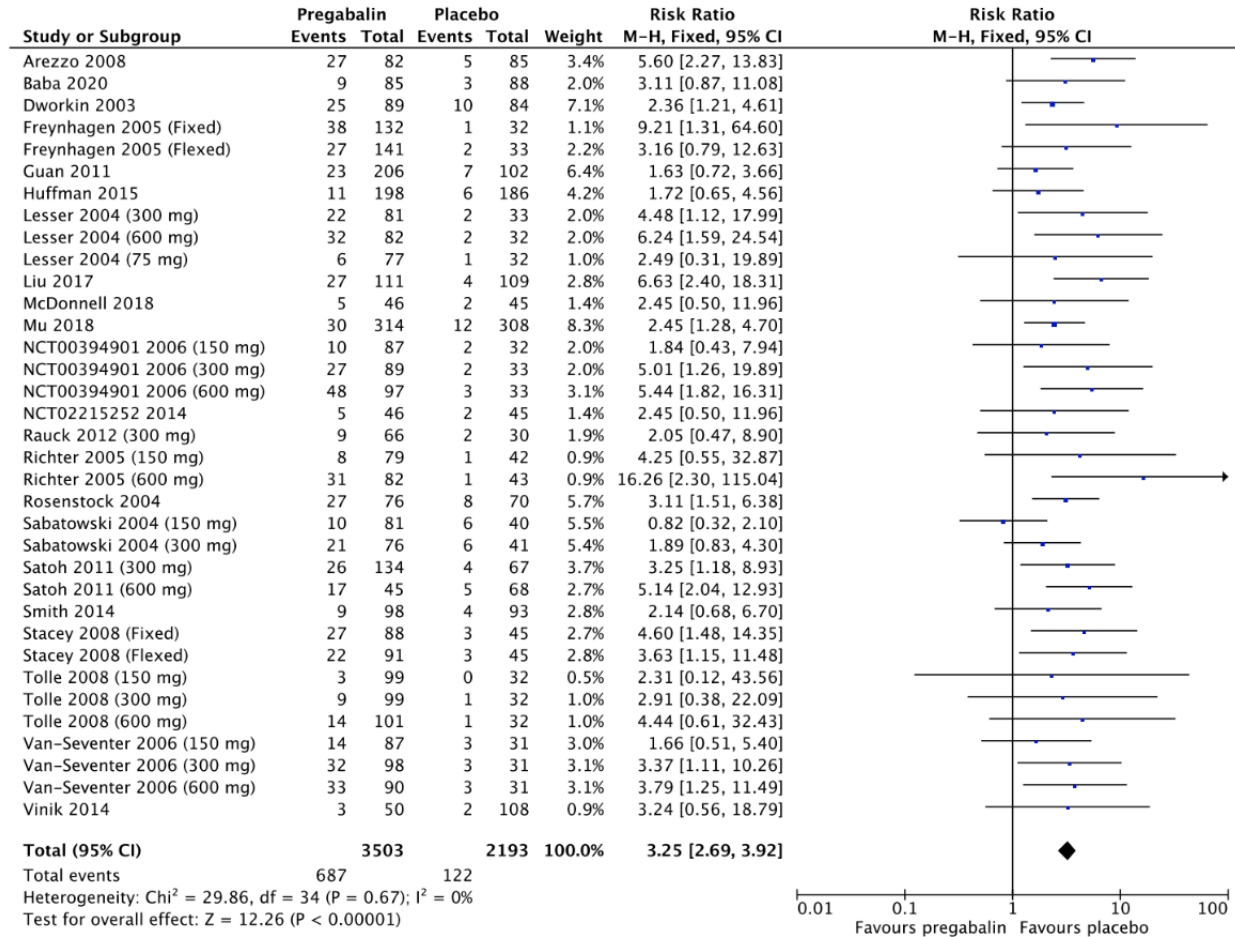 Pregabalin Placebo Risk Ratio Risk Ratio
Study or Subgroup Events Total Events Total Weight M-H, Fixed, 95% CI M-H, Fixed, 95% CI
Arezzo 2008 27 82 5 85 3.4% 5.60 [2.27, 13.83]
Baba 2020 9 85 3 88 2.0% 3.11 [0.87, 11.08]
Dworkin 2003 25 89 10 84 7.1% 2.36 [1.21, 4.61]
Freynhagen 2005 (Fixed) 38 132 1 32 1.1% 9.21 [1.31, 64.60]
Freynhagen 2005 (Flexed) 27 141 2 33 2.2% 3.16 [0.79, 12.63]
Guan 2011 23 206 7 102 6.4% 1.63 [0.72, 3.66]
Huffman 2015 11 198 6 186 4.2% 1.72 [0.65, 4.56]
Lesser 2004 (300 mg) 22 81 2 33 2.0% 4.48 [1.12, 17.99]
Lesser 2004 (600 mg) 32 82 2 32 2.0% 6.24 [1.59, 24.54]
Lesser 2004 (75 mg) 6 77 1 32 1.0% 2.49 [0.31, 19.89]
Liu 2017 27 111 4 109 2.8% 6.63 [2.40, 18.31]
McDonnell 2018 5 46 2 45 1.4% 2.45 [0.50, 11.96]
Mu 2018 30 314 12 308 8.3% 2.45 [1.28, 4.70]
NCT00394901 2006 (150 mg) 10 87 2 32 2.0% 1.84 [0.43, 7.94]
NCT00394901 2006 (300 mg) 27 89 2 33 2.0% 5.01 [1.26, 19.89]
NCT00394901 2006 (600 mg) 48 97 3 33 3.1% 5.44 [1.82, 16.31]
NCT02215252 2014 5 46 2 45 1.4% 2.45 [0.50, 11.96]
Rauck 2012 (300 mg) 9 66 2 30 1.9% 2.05 [0.47, 8.90]
Richter 2005 (150 mg) 8 79 1 42 0.9% 4.25 [0.55, 32.87]
Richter 2005 (600 mg) 31 82 1 43 0.9% 16.26 [2.30, 115.04]
Rosenstock 2004 27 76 8 70 5.7% 3.11 [1.51, 6.38]
Sabatowski 2004 (150 mg) 10 81 6 40 5.5% 0.82 [0.32, 2.10]
Sabatowski 2004 (300 mg) 21 76 6 41 5.4% 1.89 [0.83, 4.30]
Satoh 2011 (300 mg) 26 134 4 67 3.7% 3.25 [1.18, 8.93]
Satoh 2011 (600 mg) 17 45 5 68 2.7% 5.14 [2.04, 12.93]
Smith 2014 9 98 4 93 2.8% 2.14 [0.68, 6.70]
Stacey 2008 (Fixed) 27 88 3 45 2.7% 4.60 [1.48, 14.35]
Stacey 2008 (Flexed) 22 91 3 45 2.8% 3.63 [1.15, 11.48]
Tolle 2008 (150 mg) 3 99 0 32 0.5% 2.31 [0.12, 43.56]
Tolle 2008 (300 mg) 9 99 1 32 1.0% 2.91 [0.38, 22.09]
Tolle 2008 (600 mg) 14 101 1 32 1.0% 4.44 [0.61, 32.43]
Van-Seventer 2006 (150 mg) 14 87 3 31 3.0% 1.66 [0.51, 5.40]
Van-Seventer 2006 (300 mg) 32 98 3 31 3.1% 3.37 [1.11, 10.26]
Van-Seventer 2006 (600 mg) 33 90 3 31 3.1% 3.79 [1.25, 11.49]
Vinik 2014 3 50 2 108 0.9% 3.24 [0.56, 18.79]
Total (95% CI) 3503 2193 100.0% 3.25 [2.69, 3.92]
Total events 687 122
Heterogeneity: Chi² = 29.86, df = 34 (P = 0.67); I² = 0%
Test for overall effect: Z = 12.26 (P < 0.00001)
0.01 0.1 1 10 100
Favours pregabalin Favours placebo